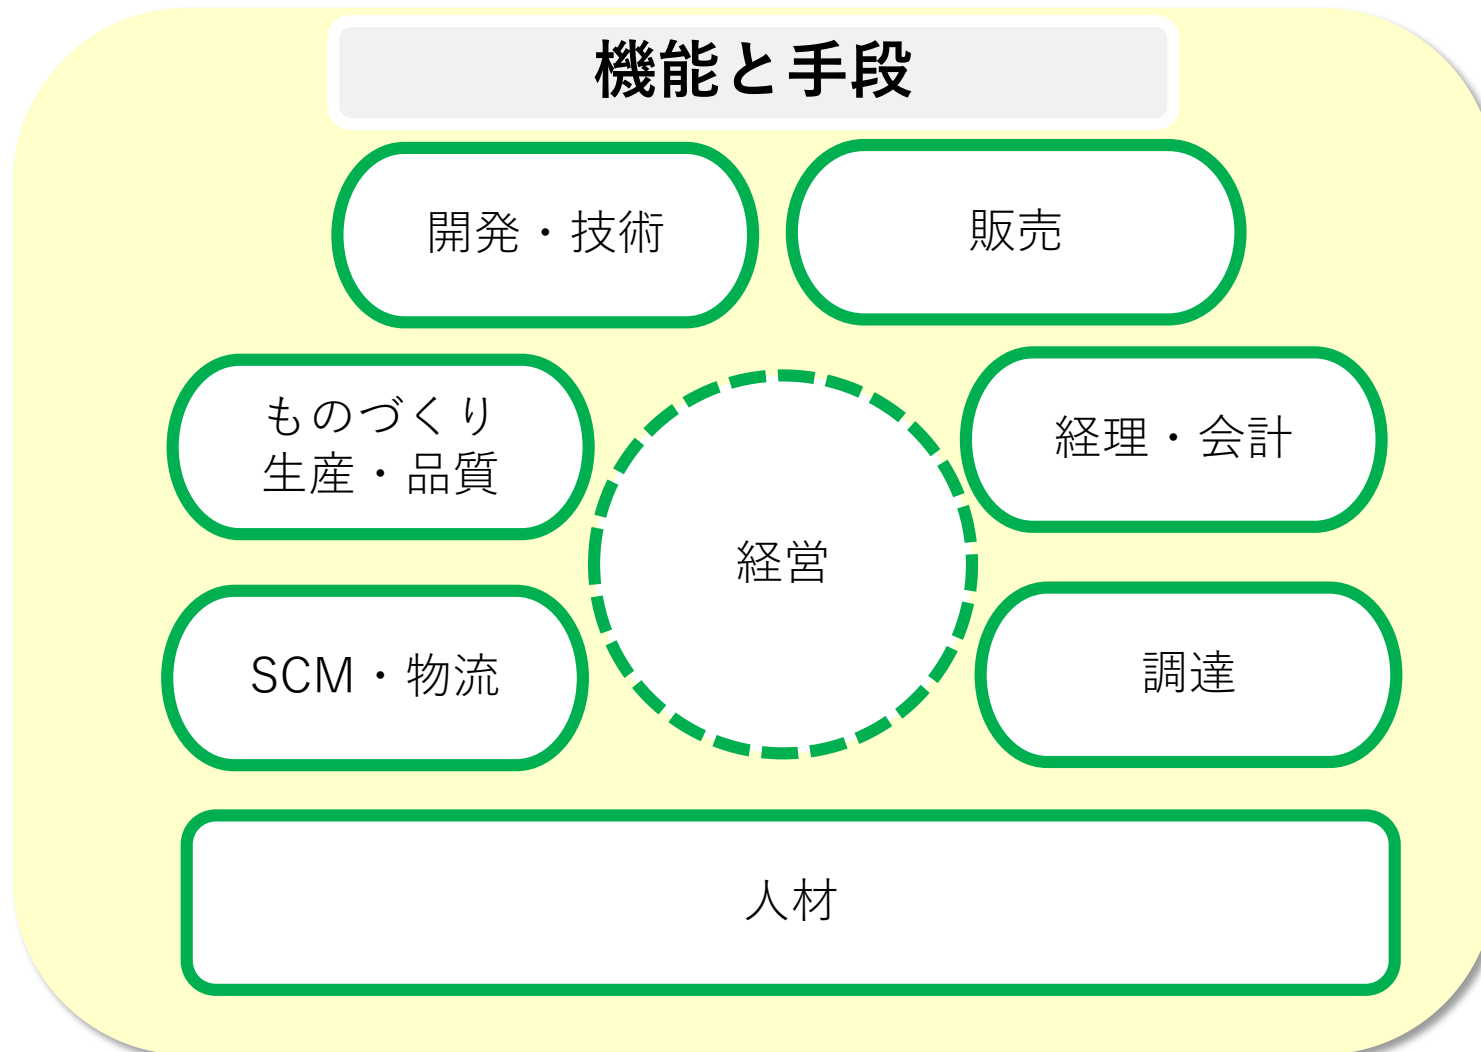 機能と手段
開発・技術
販売
ものづくり
生産・品質
経理・会計
経営
SCM・物流
調達
人材